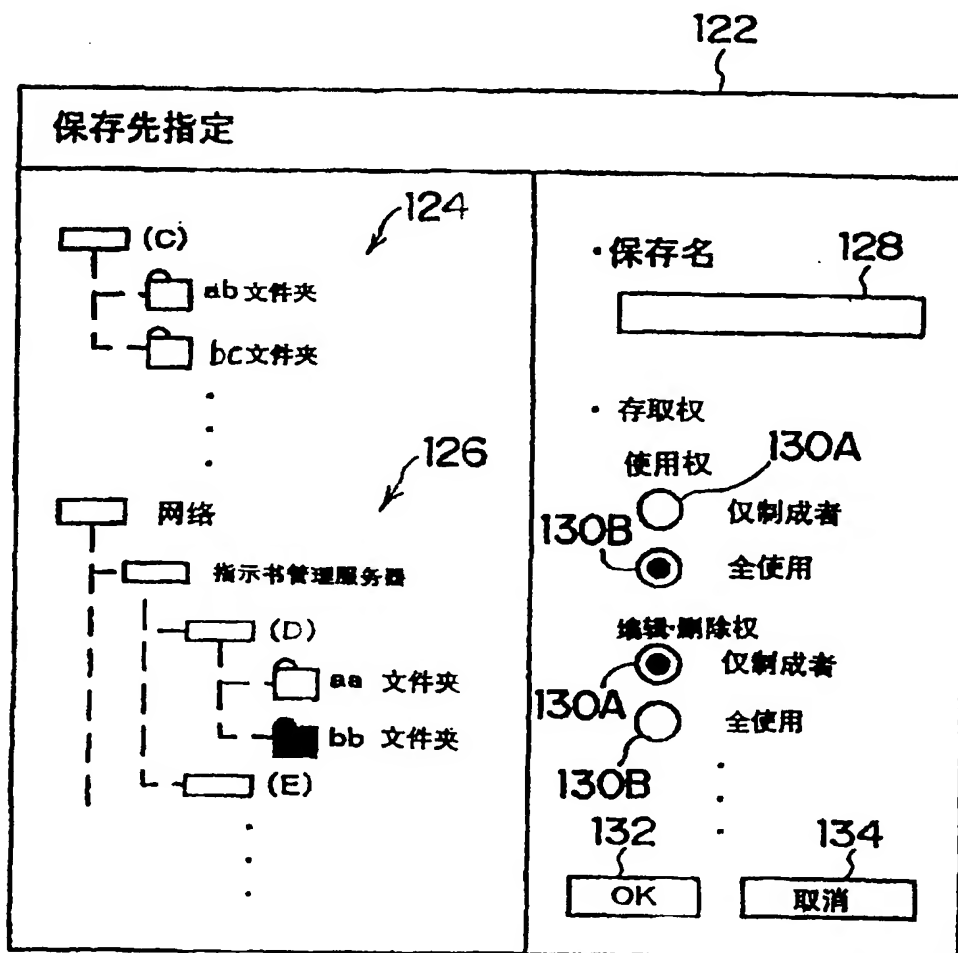 122
保存先指定
124
(C)
ab文件夹
bc文件夹
126
网络
指示书管理服务器
(D)
aa 文件夹
bb 文件夹
(E)
·保存名
128
· 存取权
使用权
130A
仅制成者
130B
全使用
编辑·删除权
仅制成者
130A
全使用
130B
132
134
OK
取消